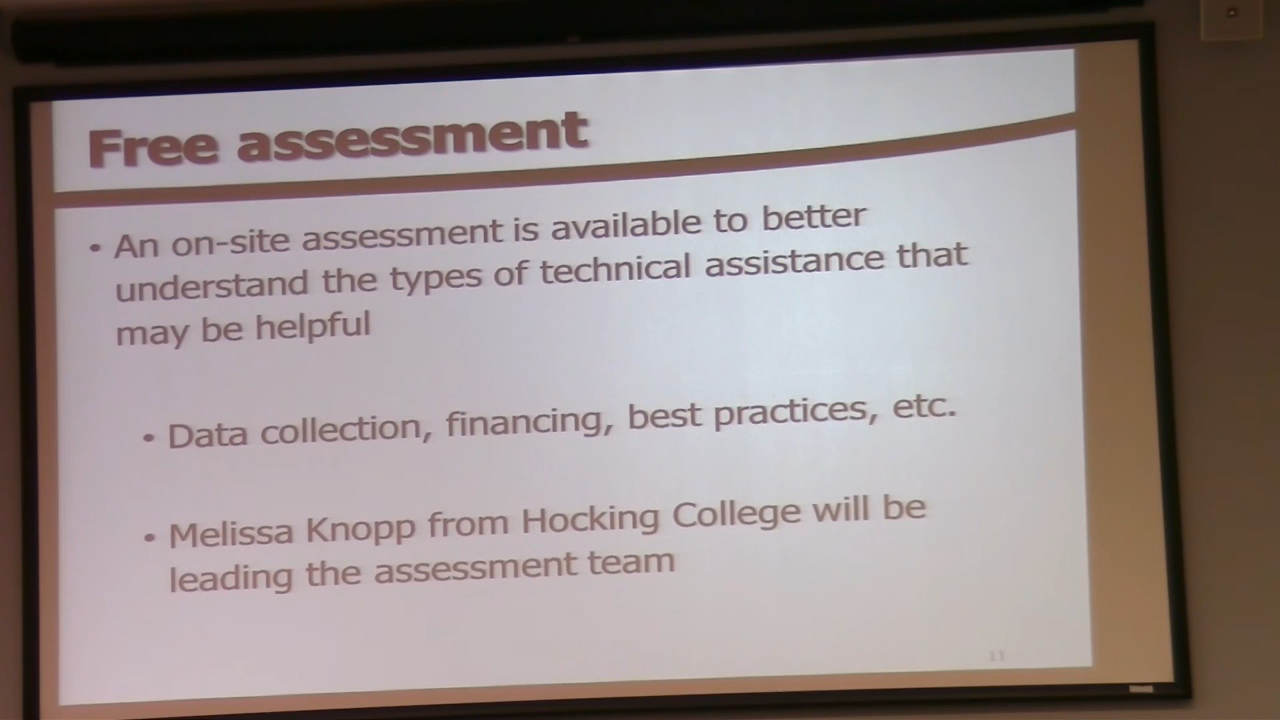 Free assessment
• An on-site assessment is available to better
understand the types of technical assistance that
may be helpful
• Data collection, financing, best practices, etc.
• Melissa Knopp from Hocking College will be
leading the assessment team
11